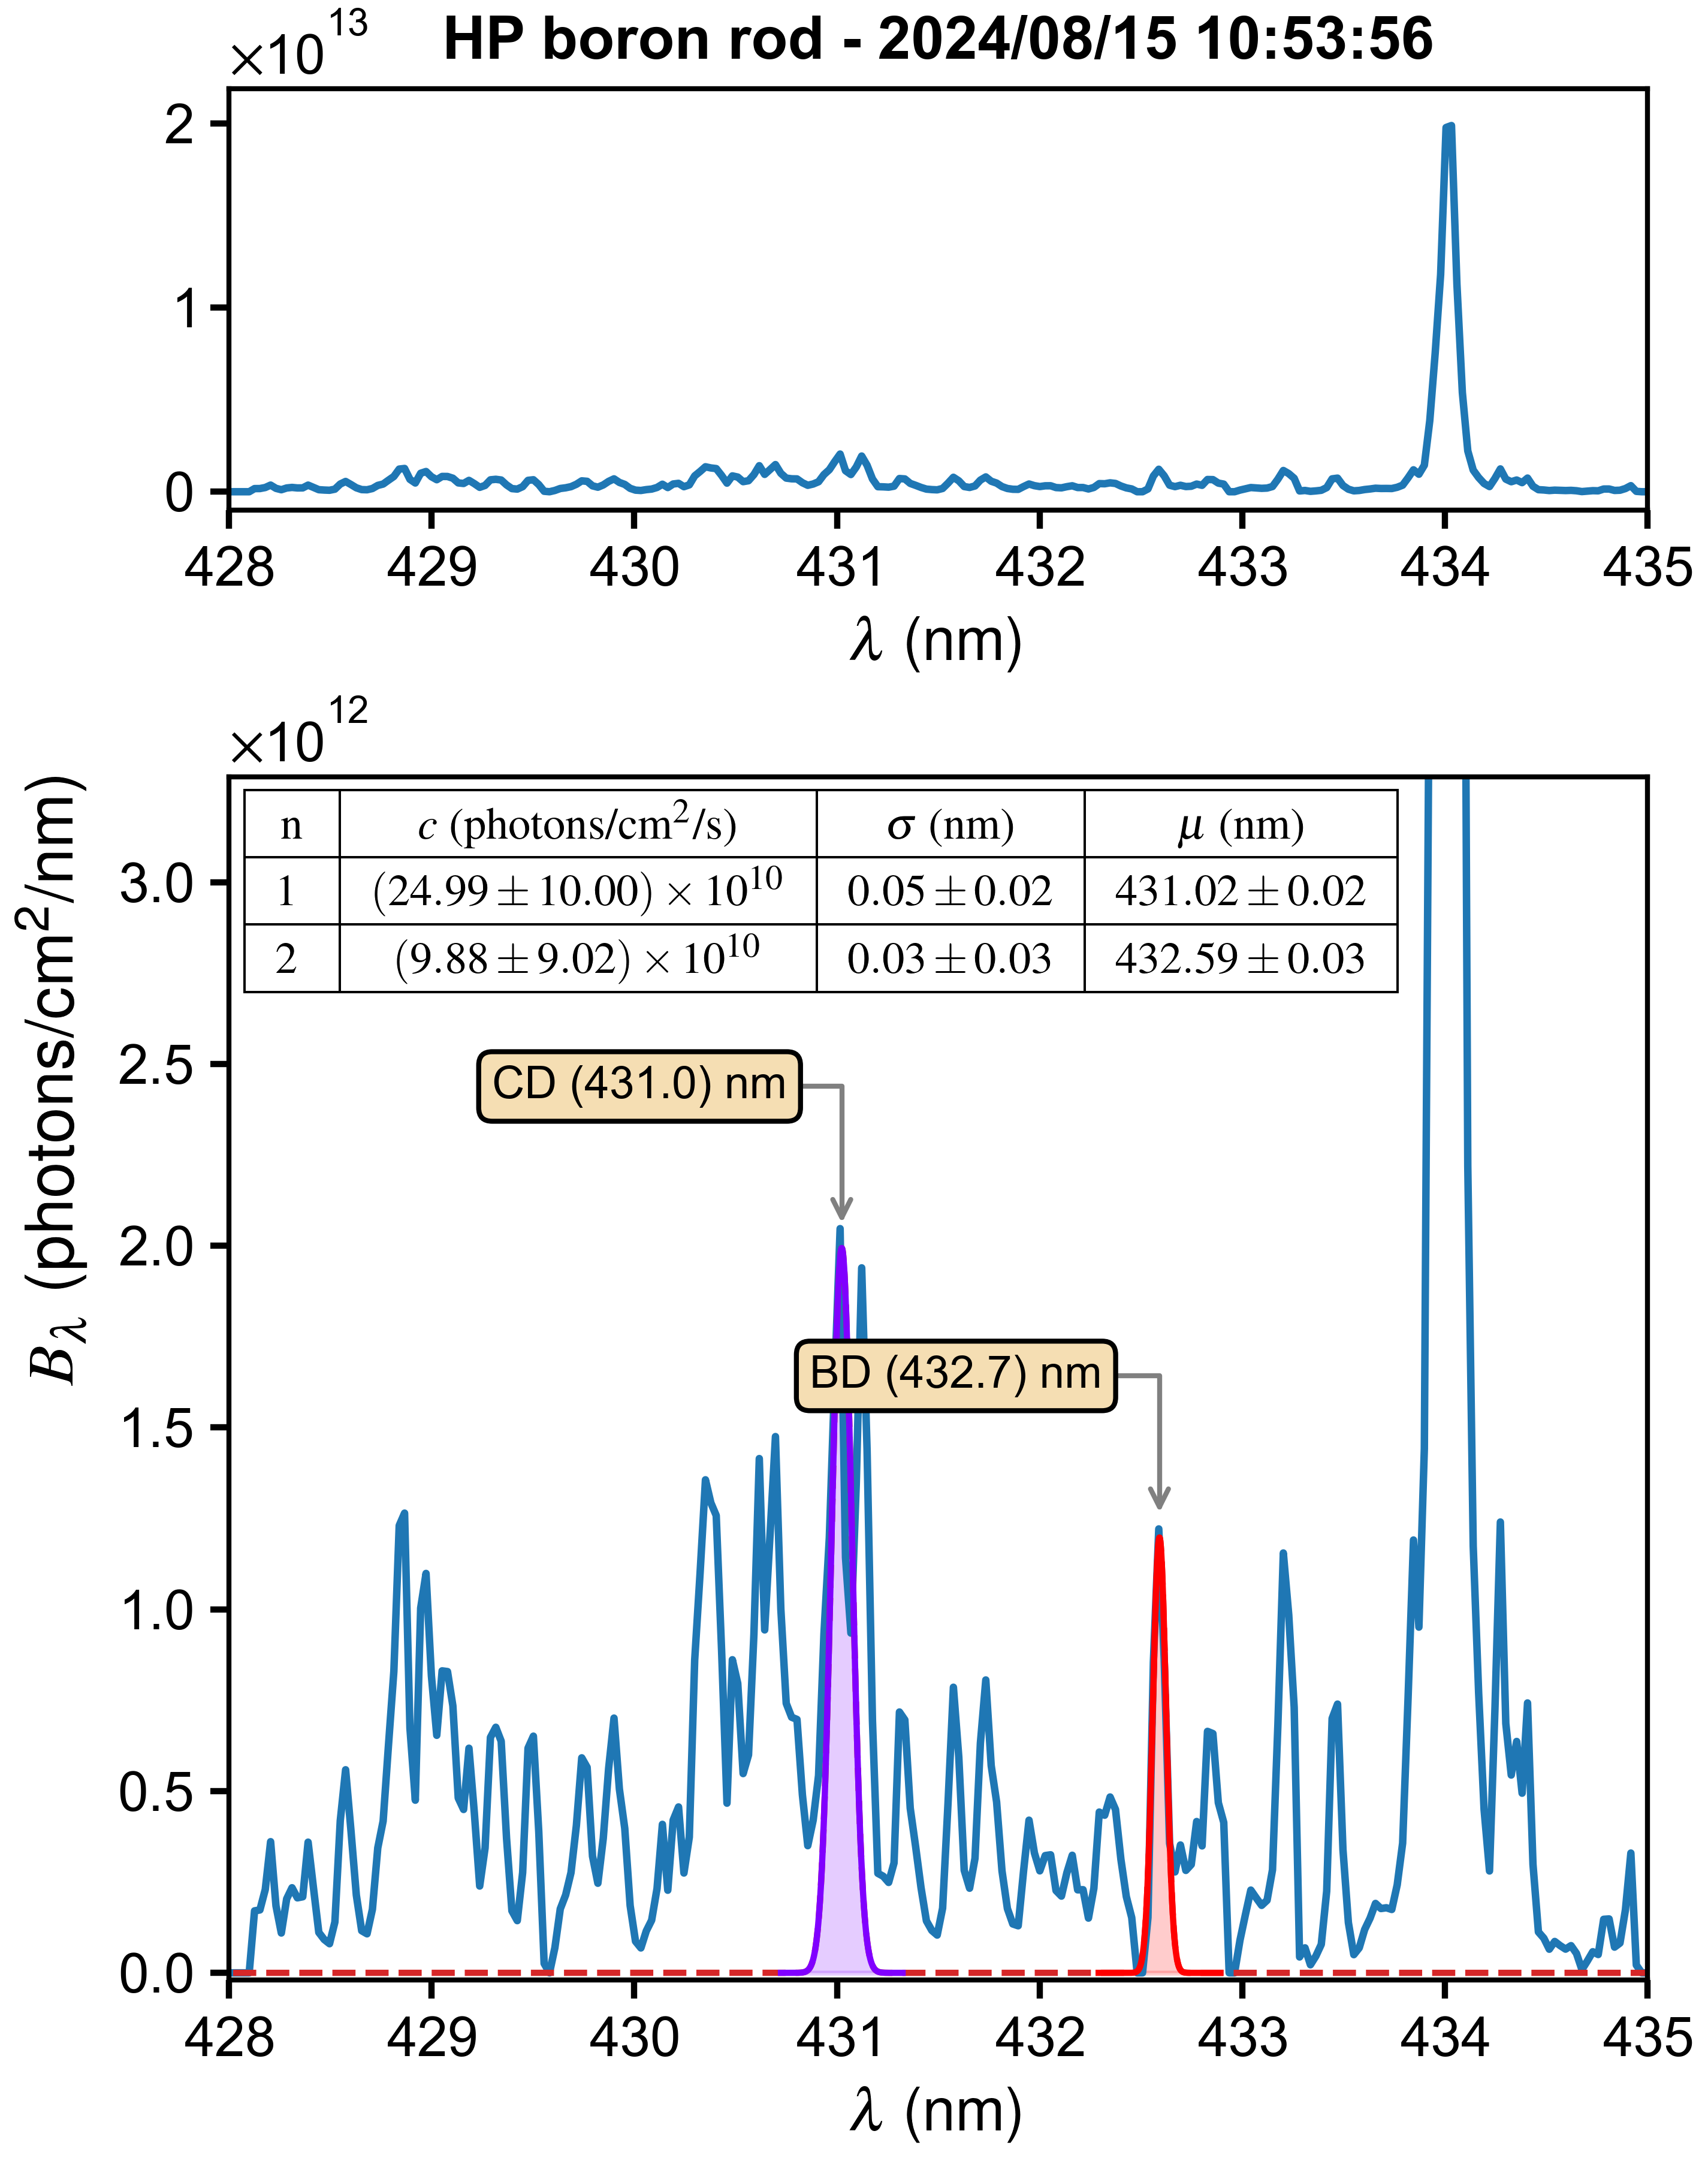 HP boron rod - 2024/08/15 10:53:56
×10¹³
2
1
0
428 429 430 431 432 433 434 435
λ (nm)
×10¹²
B_λ (photons/cm²/nm)
n c (photons/cm²/s) σ (nm) μ (nm)
1 (24.99 ± 10.00) × 10¹⁰ 0.05 ± 0.02 431.02 ± 0.02
2 (9.88 ± 9.02) × 10¹⁰ 0.03 ± 0.03 432.59 ± 0.03
3.0
2.5
2.0
1.5
1.0
0.5
0.0
CD (431.0) nm
BD (432.7) nm
428 429 430 431 432 433 434 435
λ (nm)